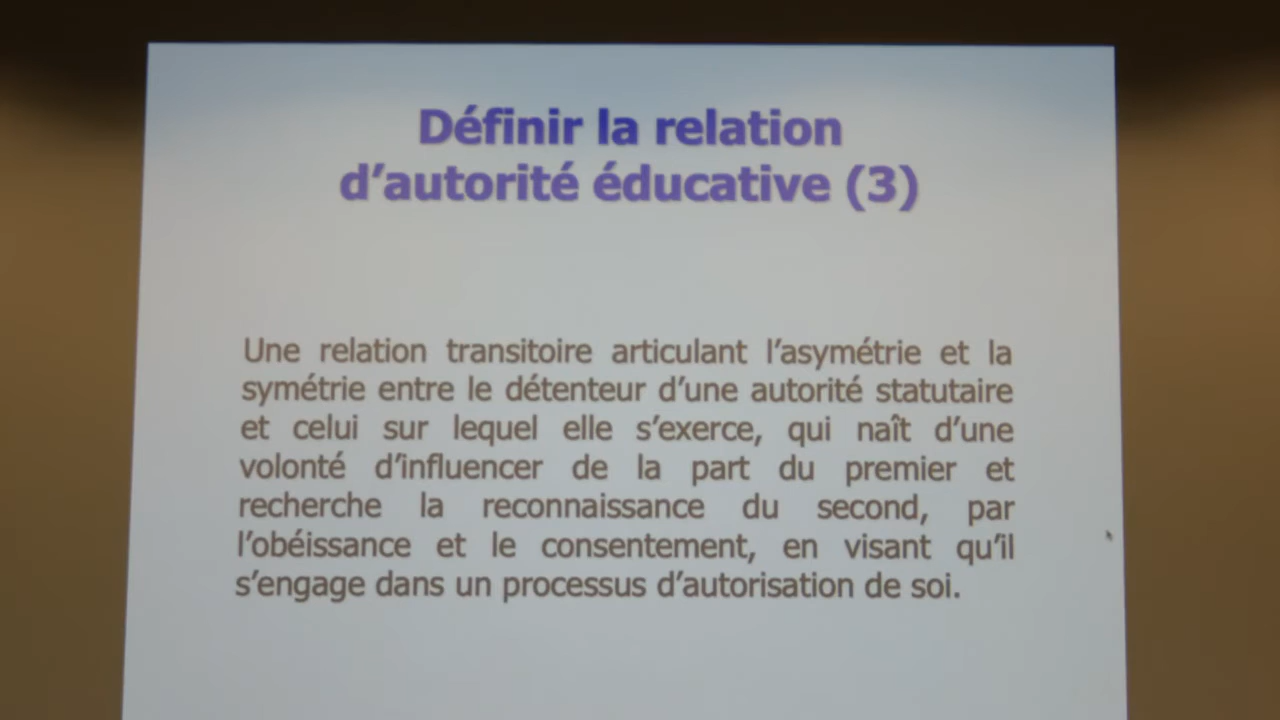 Définir la relation
d'autorité éducative (3)
Une relation transitoire articulant l'asymétrie et la
symétrie entre le détenteur d'une autorité statutaire
et celui sur lequel elle s'exerce, qui naît d'une
volonté d'influencer de la part du premier et
recherche la reconnaissance du second, par
l'obéissance et le consentement, en visant qu'il
s'engage dans un processus d'autorisation de soi.